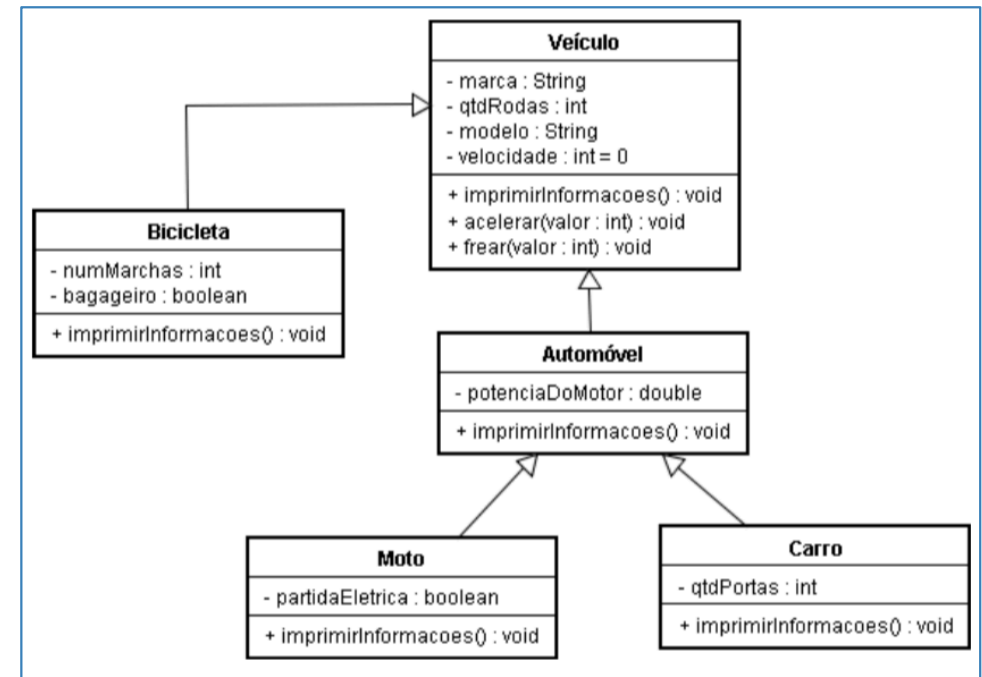 Veículo
- marca : String
- qtdRodas : int
- modelo : String
- velocidade : int = 0
+ imprimirInformacoes() : void
+ acelerar(valor : int) : void
+ frear(valor : int) : void
Bicicleta
- numMarchas : int
- bagageiro : boolean
+ imprimirInformacoes() : void
Automóvel
- potenciaDoMotor : double
+ imprimirInformacoes() : void
Moto
- partidaEletrica : boolean
+ imprimirInformacoes() : void
Carro
- qtdPortas : int
+ imprimirInformacoes() : void